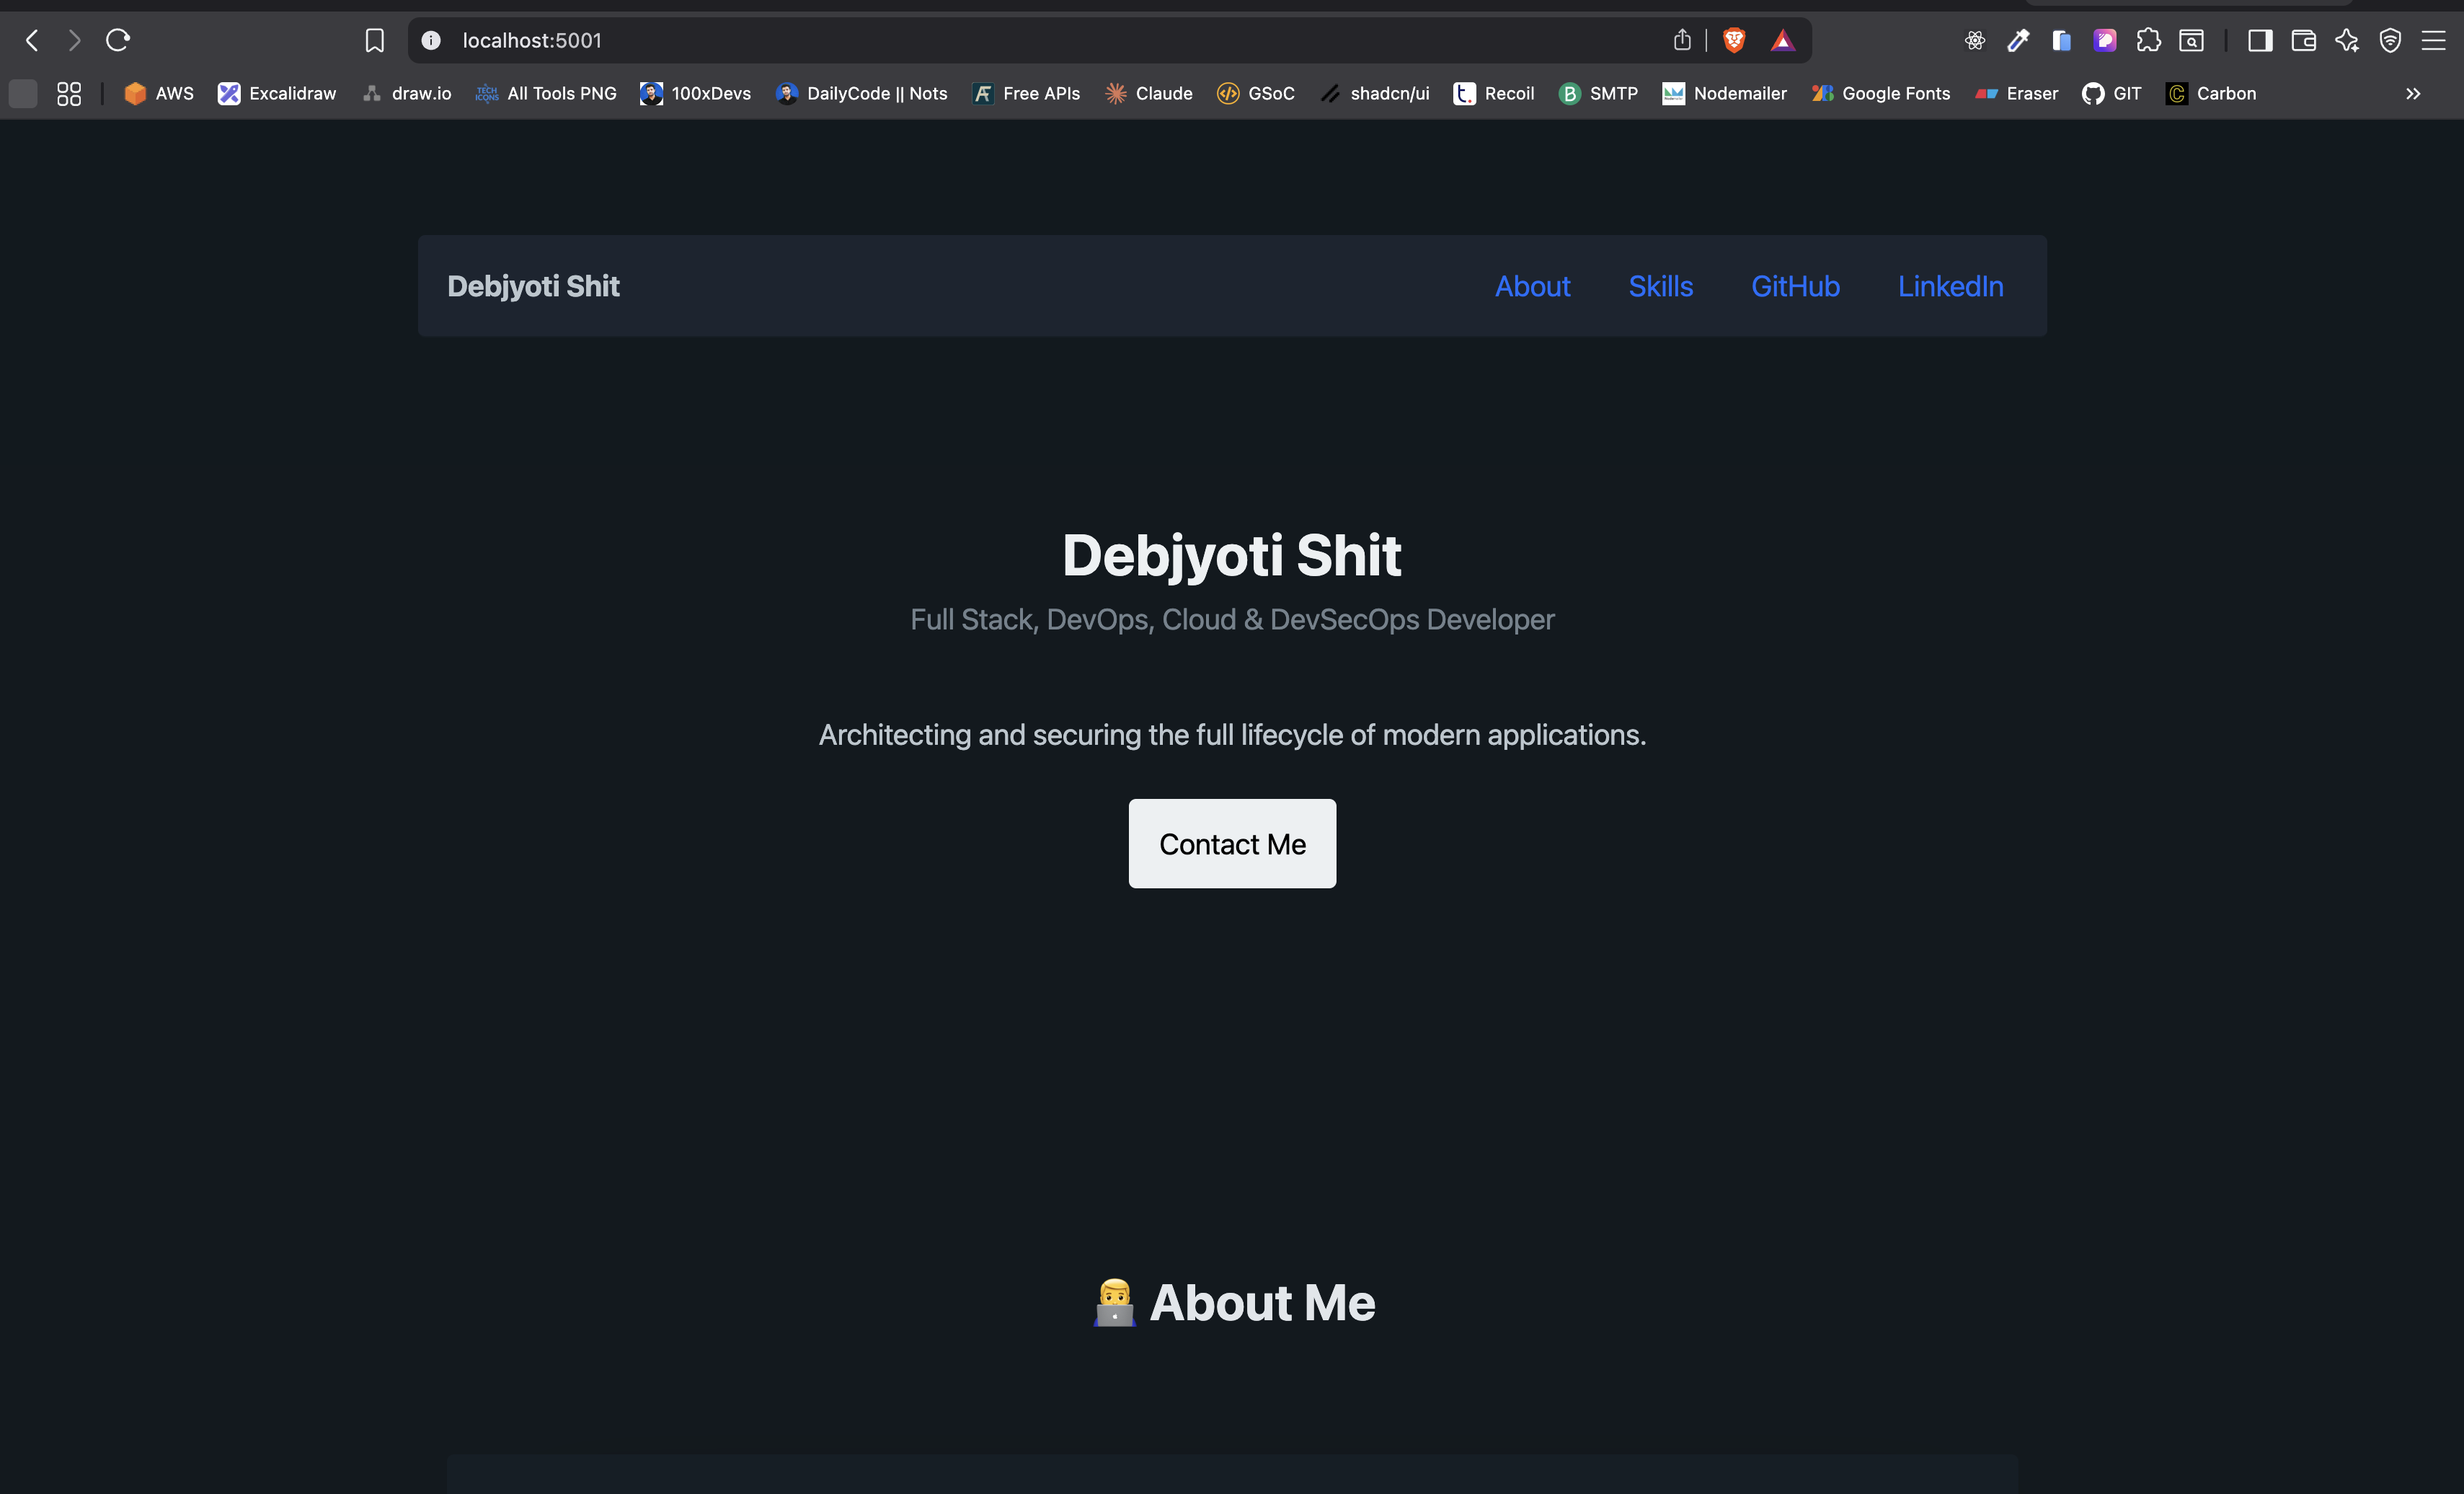 localhost:5001
AWS Excalidraw draw.io All Tools PNG 100xDevs DailyCode || Nots Free APIs Claude GSoC shadcn/ui Recoil SMTP Nodemailer Google Fonts Eraser GIT Carbon
Debjyoti Shit About Skills GitHub LinkedIn
Debjyoti Shit
Full Stack, DevOps, Cloud & DevSecOps Developer
Architecting and securing the full lifecycle of modern applications.
Contact Me
About Me